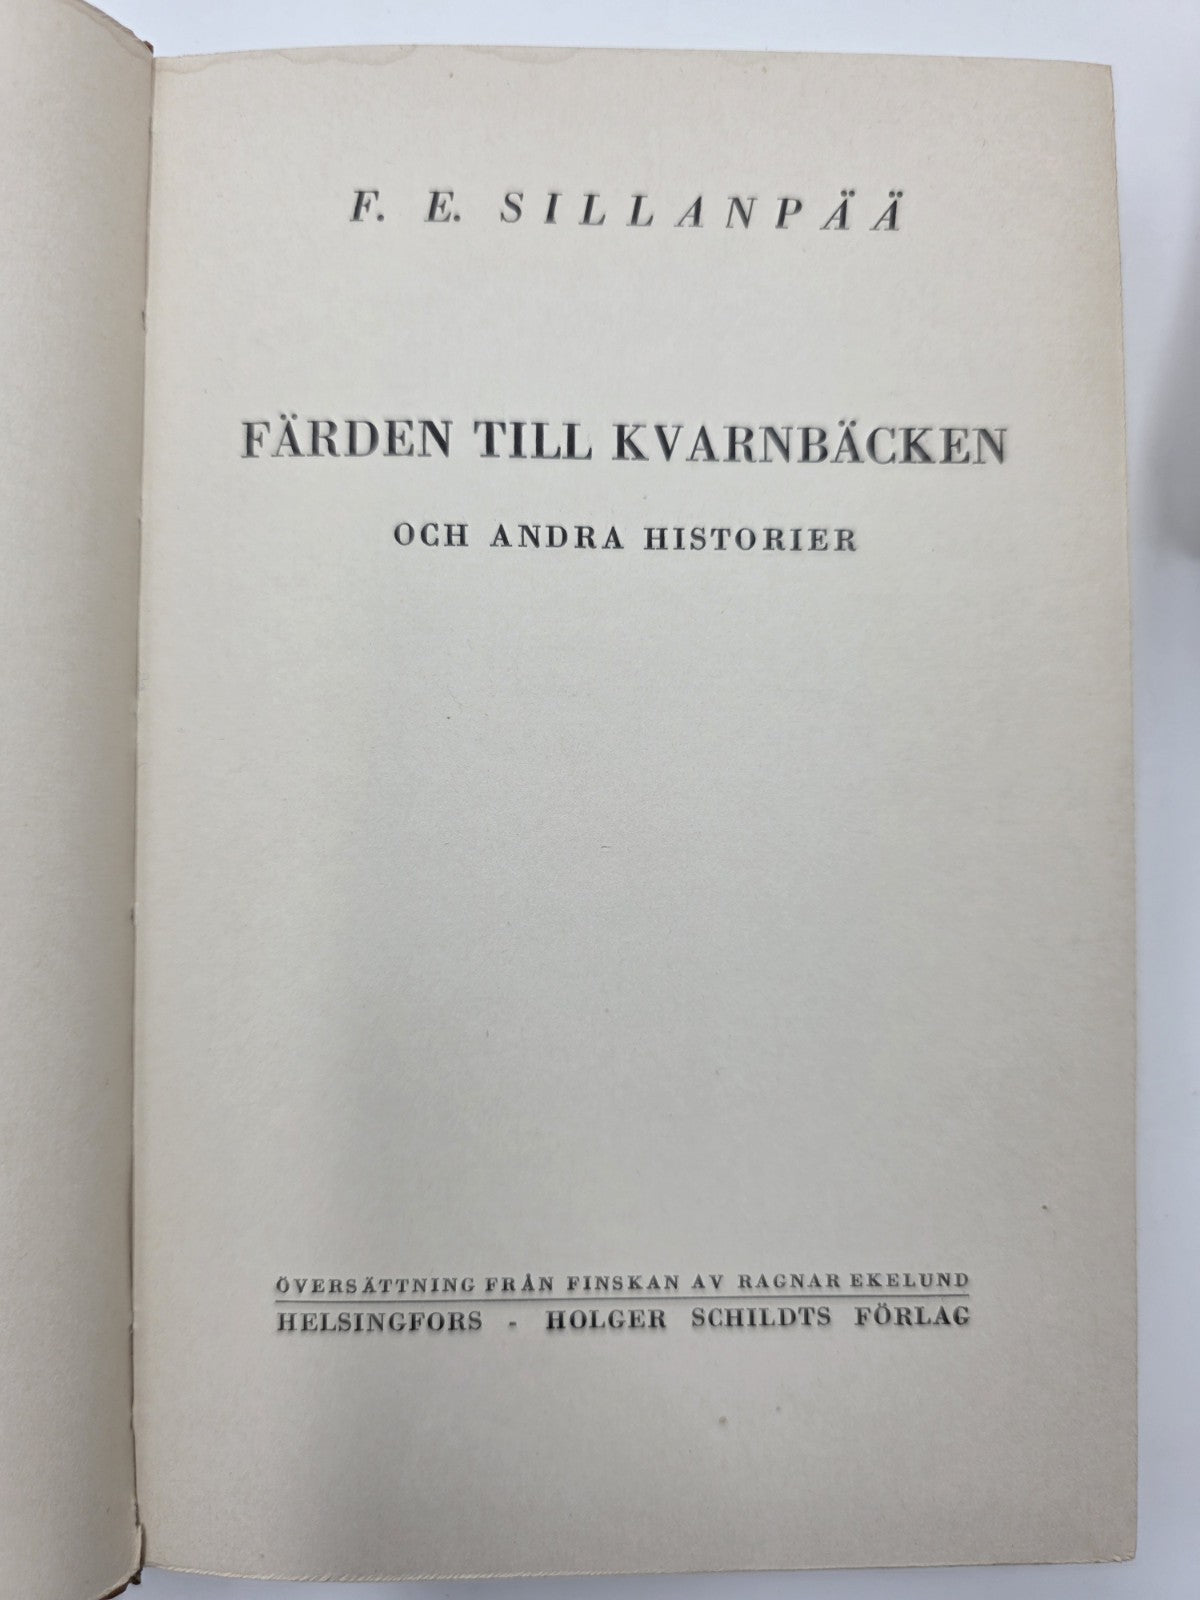 F. E. SILLANPÄÄ
FÄRDEN TILL KVARNBÄCKEN
OCH ANDRA HISTORIER
ÖVERSÄTTNING FRÅN FINSKAN AV RAGNAR EKELUND
HELSINGFORS - HOLGER SCHILDTS FÖRLAG